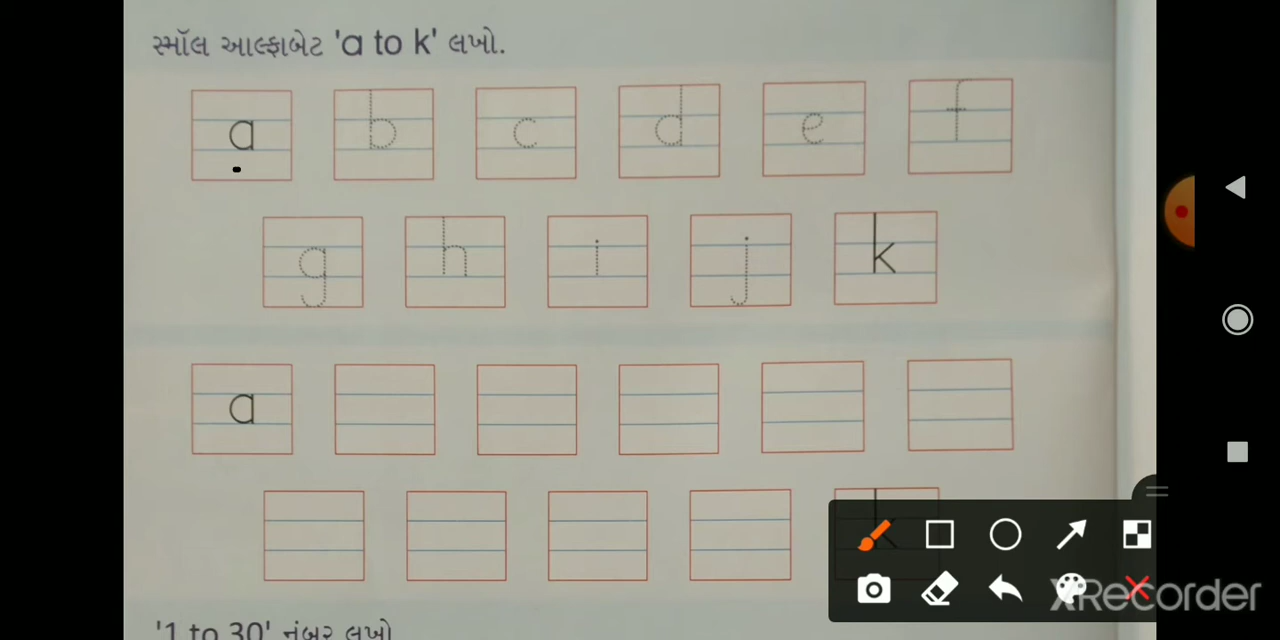 સ્મૉલ આલ્ફાબેટ 'a to k' લખો.
a b c d e f
g h i j k
a
k
'1 to 30' નંબર લખો
XRecorder